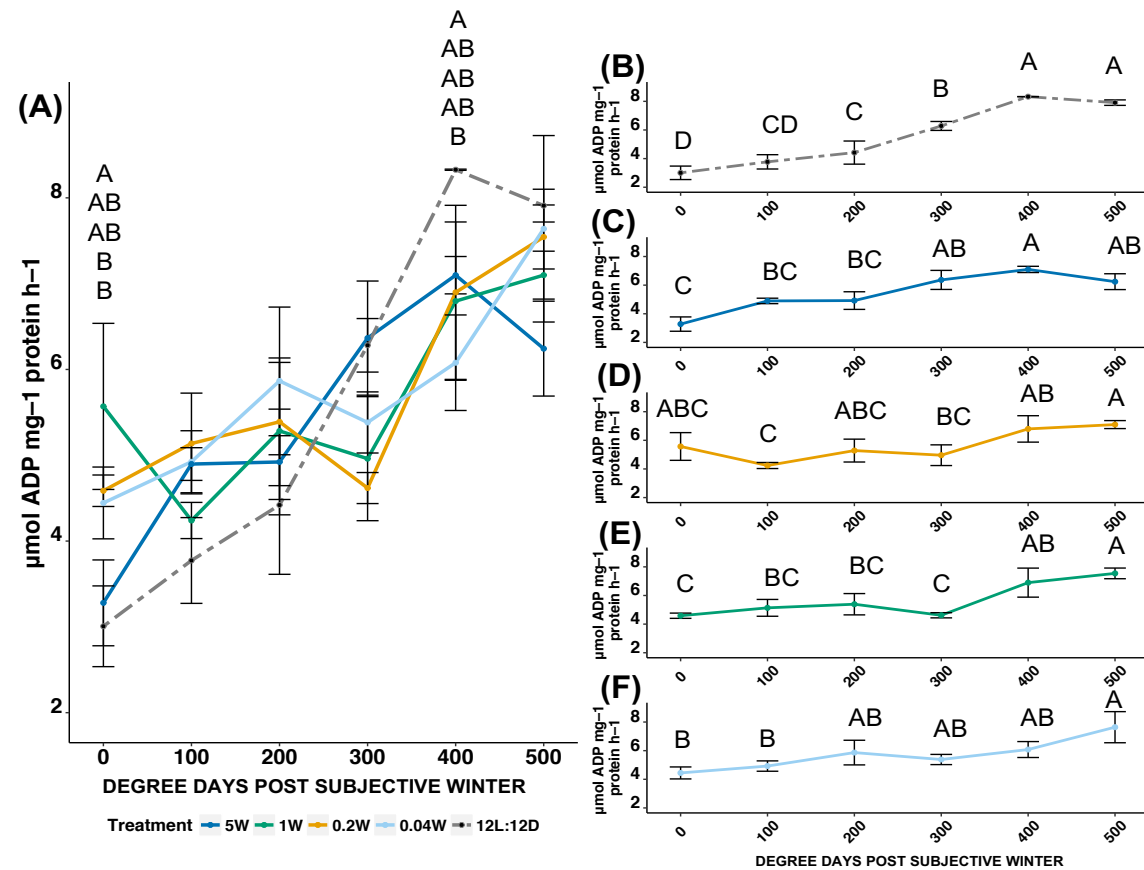 (A)
A
AB
AB
B
B
A
AB
AB
AB
B
µmol ADP mg–1 protein h–1
8
6
4
2
0 100 200 300 400 500
DEGREE DAYS POST SUBJECTIVE WINTER
Treatment 5W 1W 0.2W 0.04W 12L:12D
(B)
D CD C B A A
µmol ADP mg–1
protein h–1
8
6
4
2
0 100 200 300 400 500
(C)
C BC BC AB A AB
µmol ADP mg–1
protein h–1
8
6
4
2
0 100 200 300 400 500
(D)
ABC C ABC BC AB A
µmol ADP mg–1
protein h–1
8
6
4
2
0 100 200 300 400 500
(E)
C BC BC C AB A
µmol ADP mg–1
protein h–1
8
6
4
2
0 100 200 300 400 500
(F)
B B AB AB AB A
µmol ADP mg–1
protein h–1
8
6
4
2
0 100 200 300 400 500
DEGREE DAYS POST SUBJECTIVE WINTER